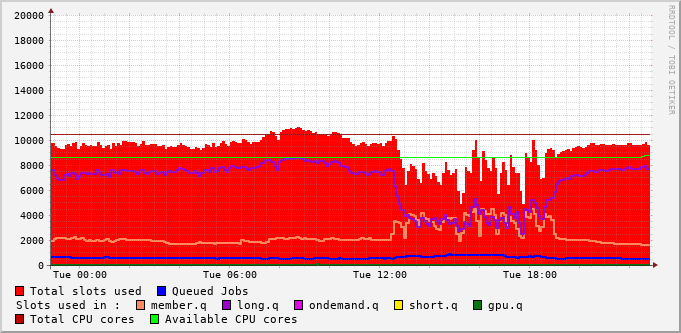 20000
18000
16000
14000
12000
10000
8000
6000
4000
2000
0
Tue 00:00 Tue 06:00 Tue 12:00 Tue 18:00
RRDTOOL / TOBI OETIKER
Total slots used Queued Jobs
Slots used in : member.q long.q ondemand.q short.q gpu.q
Total CPU cores Available CPU cores